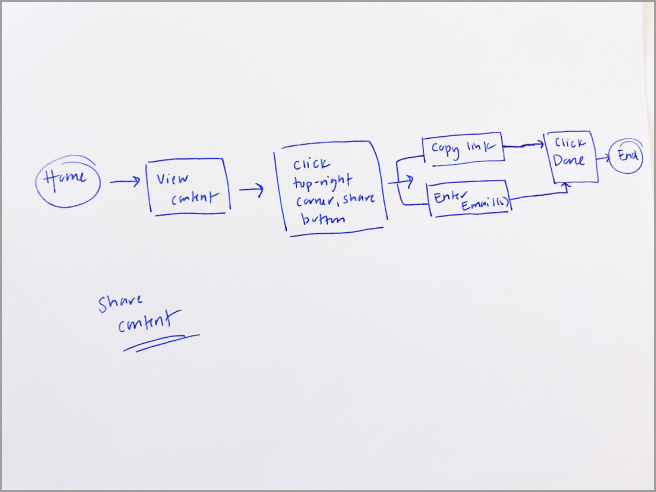 Home
View
content
Click
top-right
corner, share
button
Copy link
Enter
Email(s)
Click
Done
End
Share
content